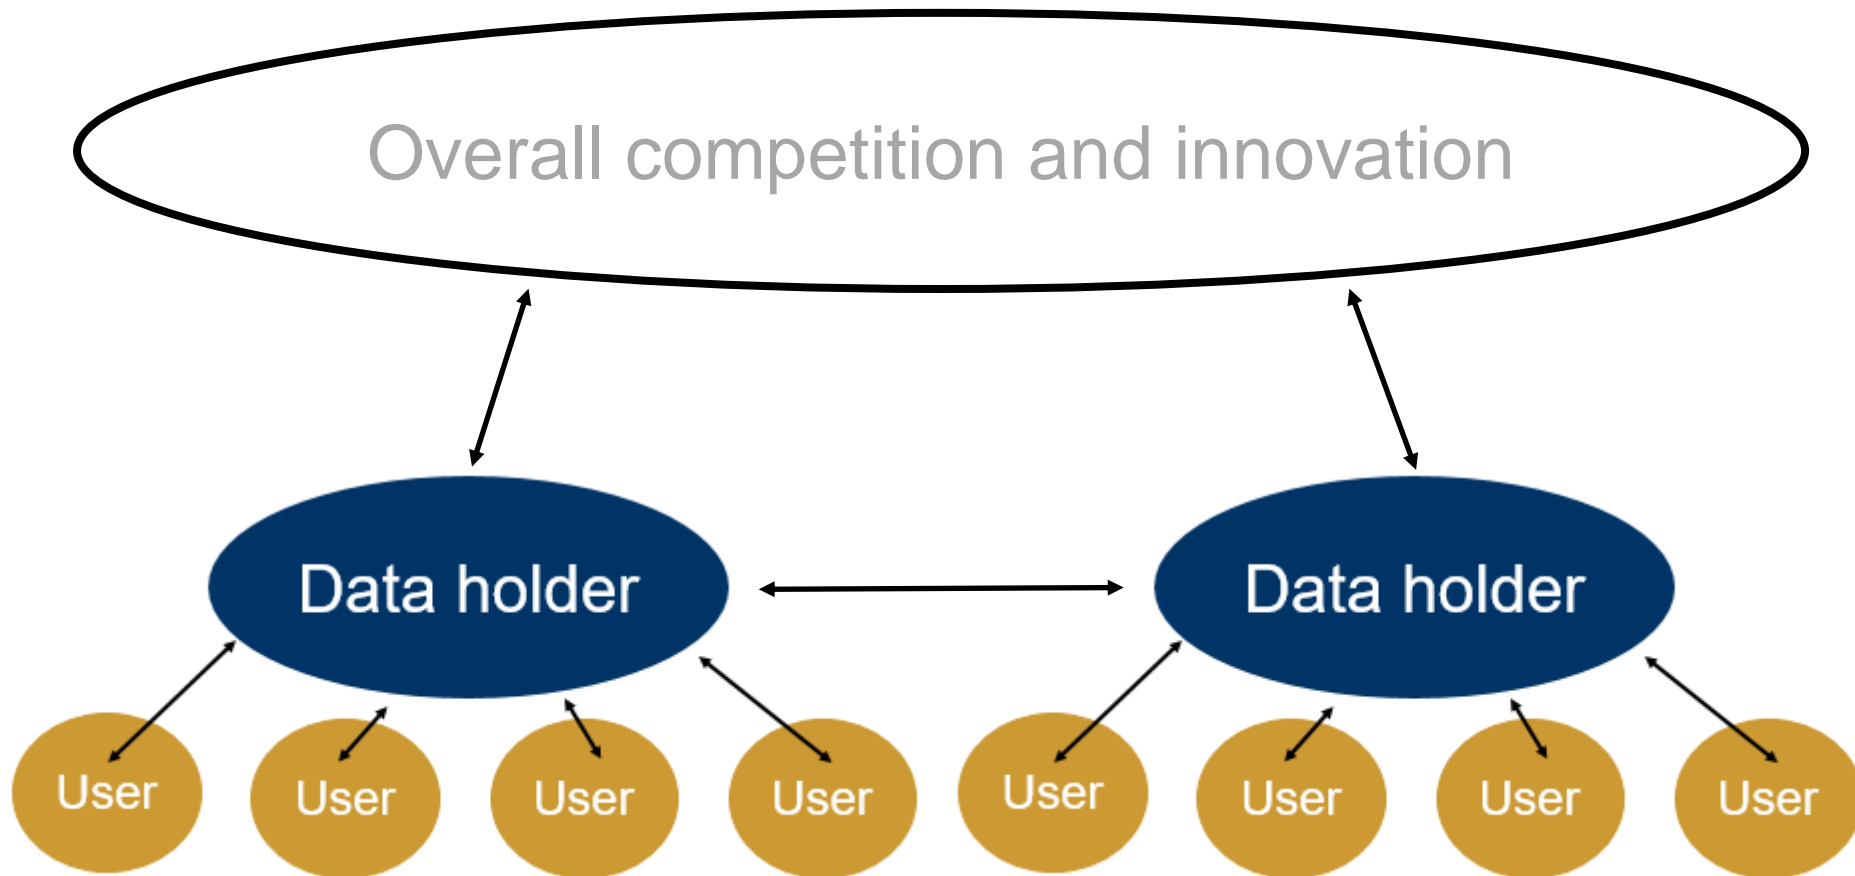 Overall competition and innovation
Data holder
Data holder
User
User
User
User
User
User
User
User